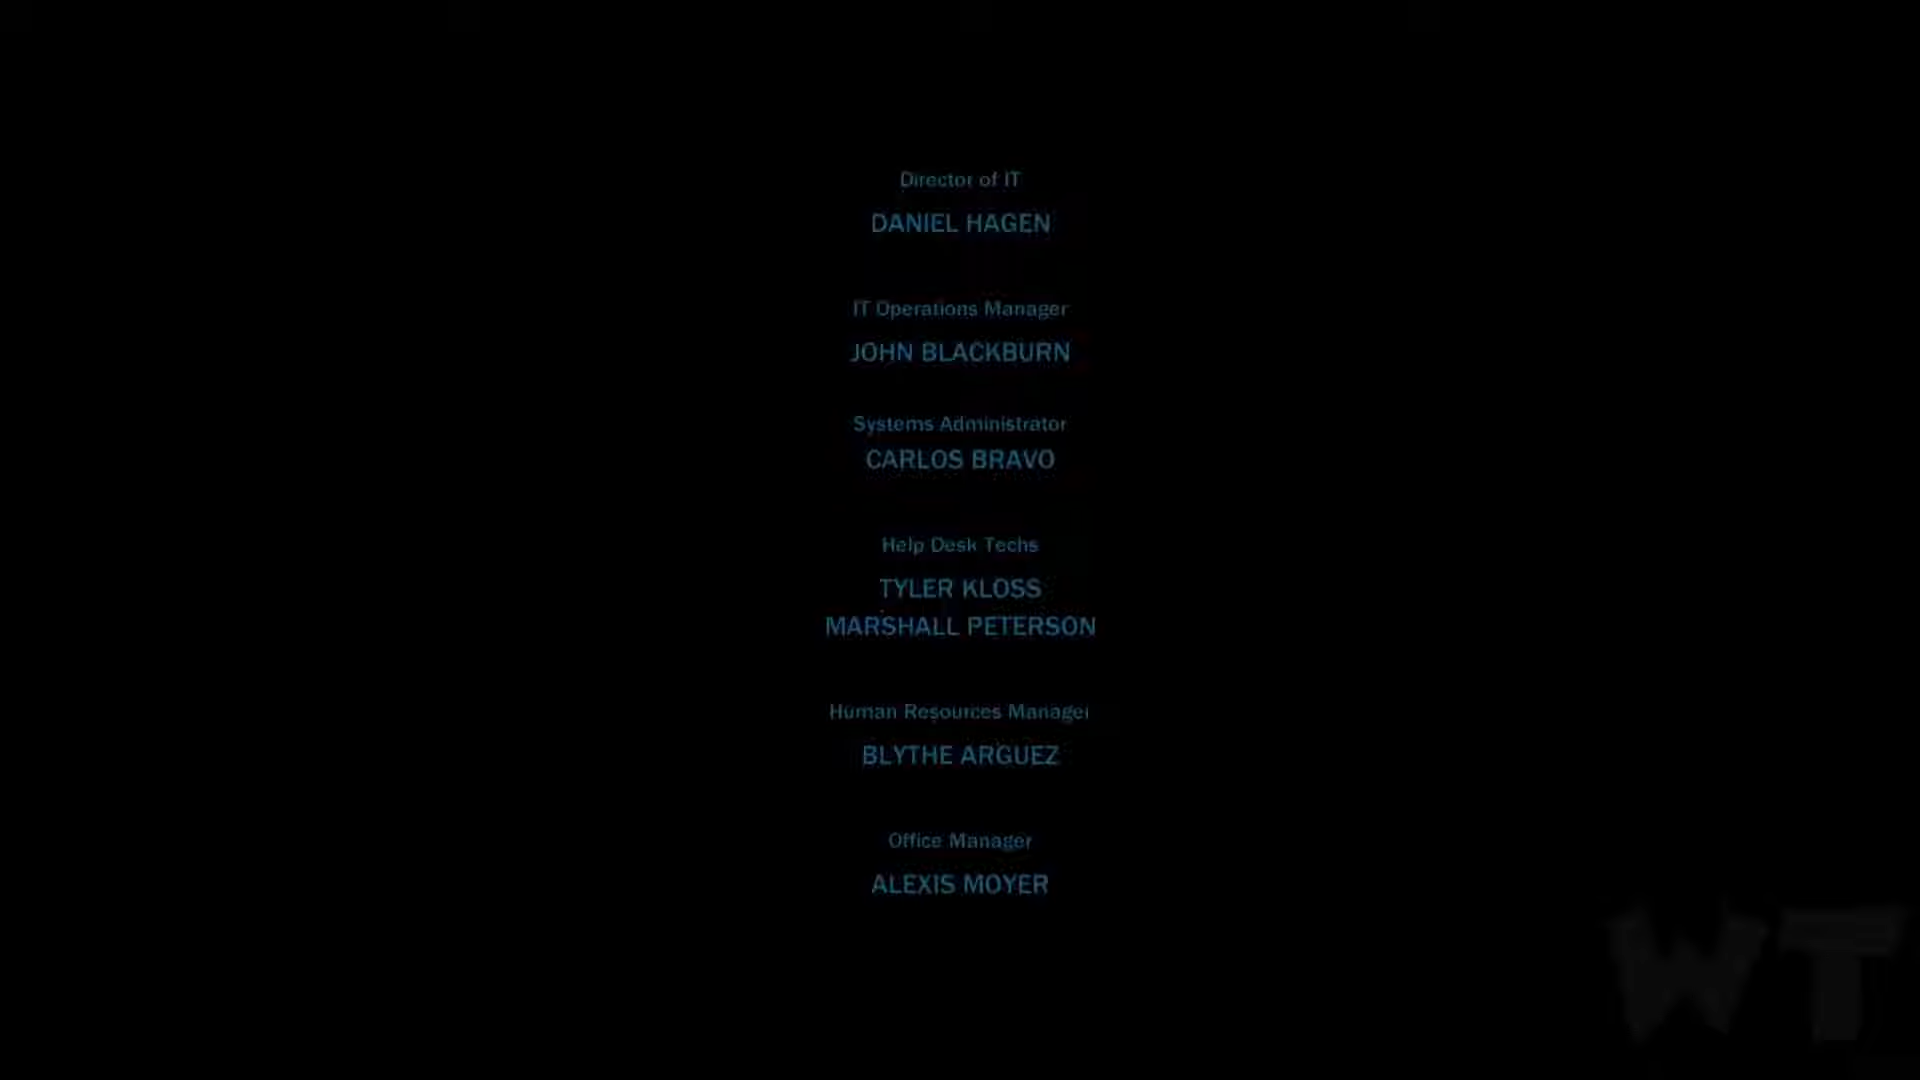 Director of IT
DANIEL HAGEN
IT Operations Manager
JOHN BLACKBURN
Systems Administrator
CARLOS BRAVO
Help Desk Techs
TYLER KLOSS
MARSHALL PETERSON
Human Resources Manager
BLYTHE ARGUEZ
Office Manager
ALEXIS MOYER
WT